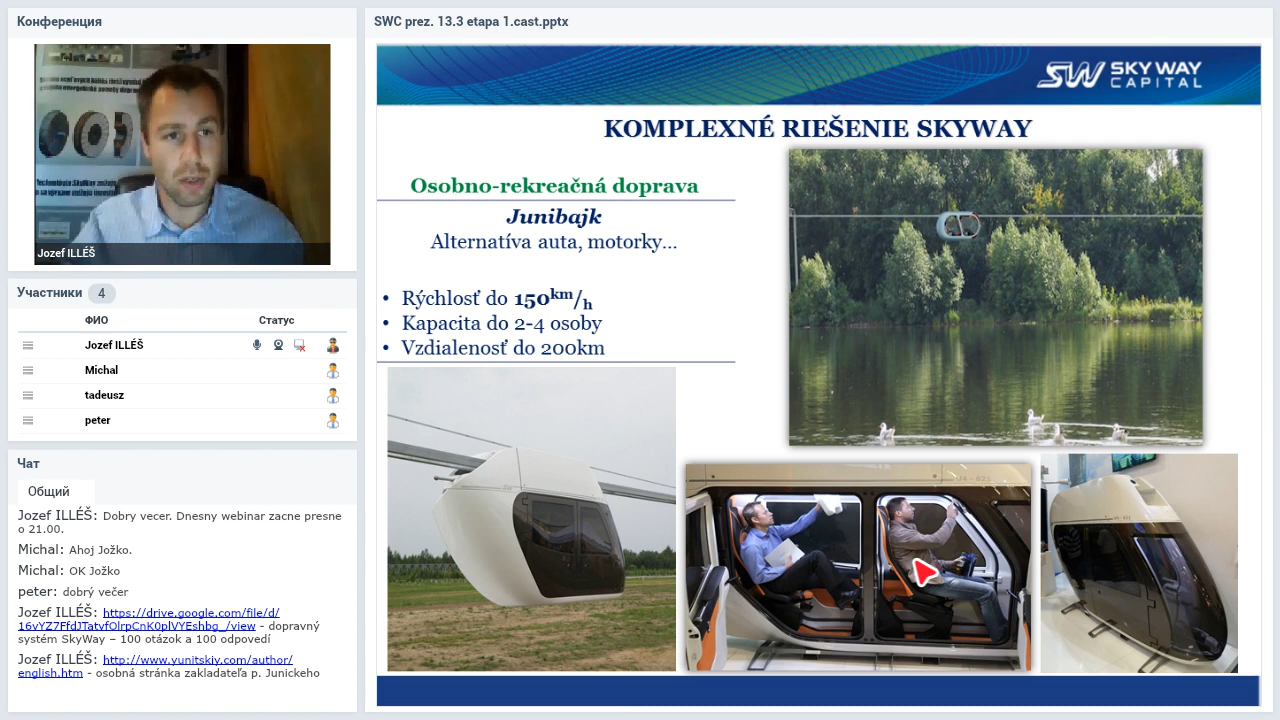 Конференция
Jozef ILLÉŠ
Участники 4
ФИО Статус
Jozef ILLÉŠ
Michal
tadeusz
peter
Чат
Общий
Jozef ILLÉŠ: Dobry vecer. Dnesny webinar zacne presne
o 21.00.
Michal: Ahoj Jožko.
Michal: OK Jožko
peter: dobrý večer
Jozef ILLÉŠ: https://drive.google.com/file/d/
- dopravný
systém SkyWay – 100 otázok a 100 odpovedí
Jozef ILLÉŠ: http://www.yunitskiy.com/author/
english.htm - osobná stránka zakladateľa p. Junickeho
SWC prez. 13.3 etapa 1.cast.pptx
SW SKY WAY
CAPITAL
KOMPLEXNÉ RIEŠENIE SKYWAY
Osobno-rekreačná doprava
Junibajk
Alternatíva auta, motorky...
• Rýchlosť do 150km/h
• Kapacita do 2-4 osoby
• Vzdialenosť do 200km